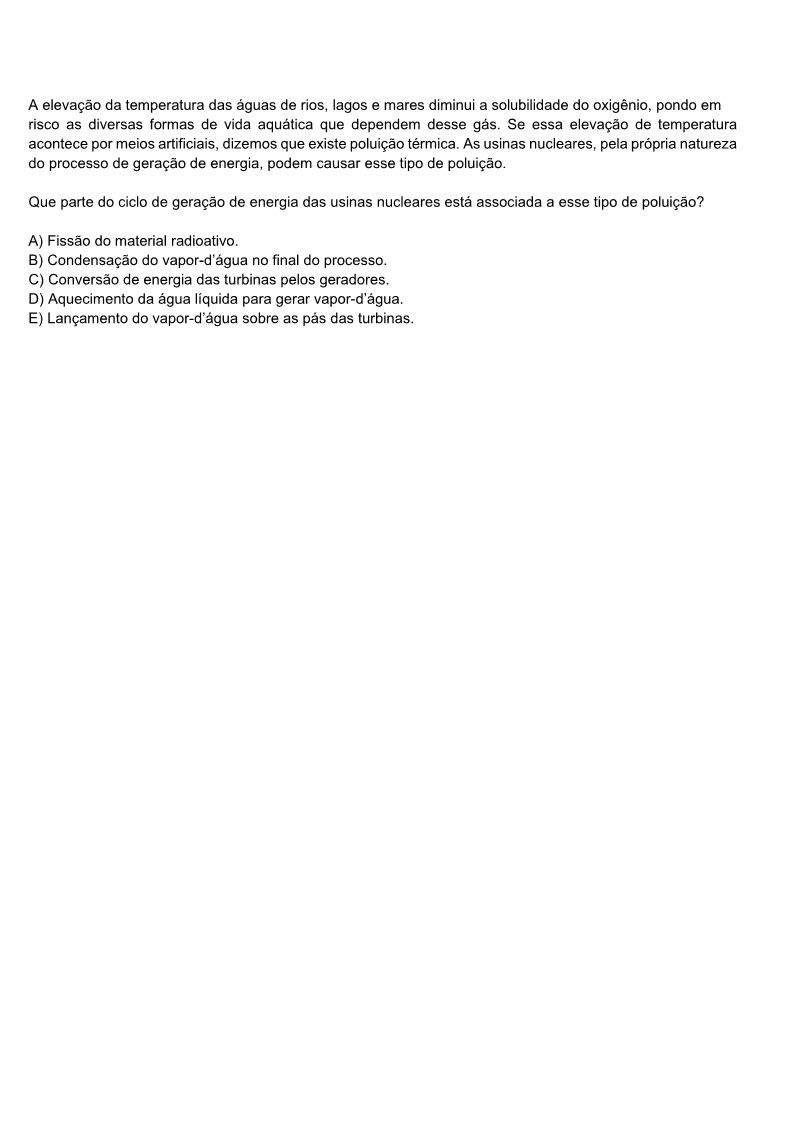 A elevação da temperatura das águas de rios, lagos e mares diminui a solubilidade do oxigênio, pondo em
risco as diversas formas de vida aquática que dependem desse gás. Se essa elevação de temperatura
acontece por meios artificiais, dizemos que existe poluição térmica. As usinas nucleares, pela própria natureza
do processo de geração de energia, podem causar esse tipo de poluição.
Que parte do ciclo de geração de energia das usinas nucleares está associada a esse tipo de poluição?
A) Fissão do material radioativo.
B) Condensação do vapor-d’água no final do processo.
C) Conversão de energia das turbinas pelos geradores.
D) Aquecimento da água líquida para gerar vapor-d’água.
E) Lançamento do vapor-d’água sobre as pás das turbinas.